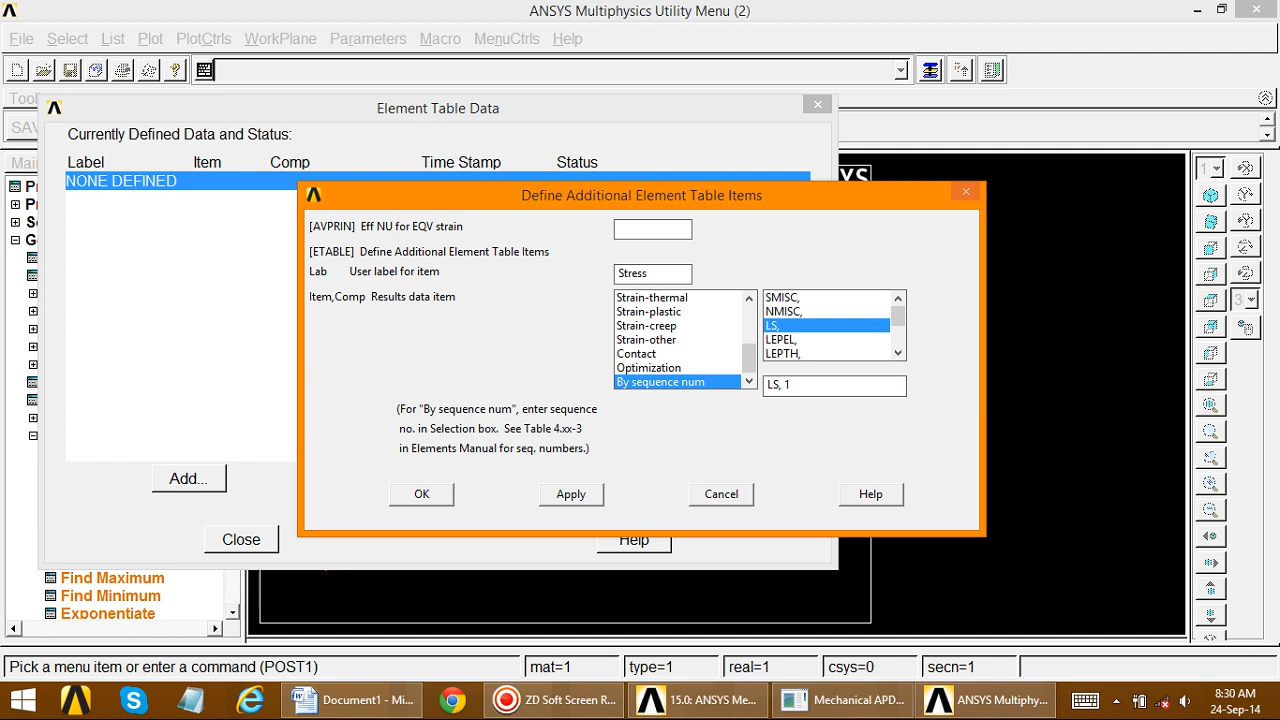 ANSYS Multiphysics Utility Menu (2)
File Select List Plot PlotCtrls WorkPlane Parameters Macro MenuCtrls Help
Tool
SAV
Element Table Data
Currently Defined Data and Status:
Label Item Comp Time Stamp Status
NONE DEFINED
Main
YS
Define Additional Element Table Items
[AVPRIN] Eff NU for EQV strain
[ETABLE] Define Additional Element Table Items
Lab User label for item Stress
Item,Comp Results data item
Strain-thermal
Strain-plastic
Strain-creep
Strain-other
Contact
Optimization
By sequence num
SMISC,
NMISC,
LS,
LEPEL,
LEPTH,
LS, 1
(For "By sequence num", enter sequence
no. in Selection box. See Table 4.xx-3
in Elements Manual for seq. numbers.)
OK Apply Cancel Help
Add...
Close Help
Find Maximum
Find Minimum
Exponentiate
1
3
Pick a menu item or enter a command (POST1) mat=1 type=1 real=1 csys=0 secn=1
Document1 - Mi... ZD Soft Screen R... 15.0: ANSYS Me... Mechanical APD... ANSYS Multiphy...
8:30 AM
24-Sep-14